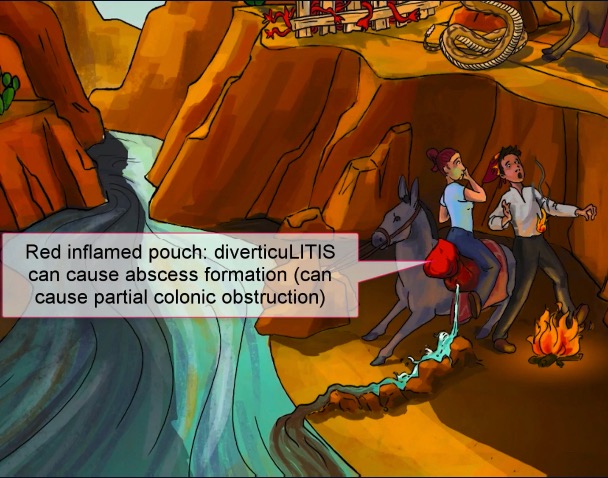 Red inflamed pouch: diverticuLITIS
can cause abscess formation (can
cause partial colonic obstruction)